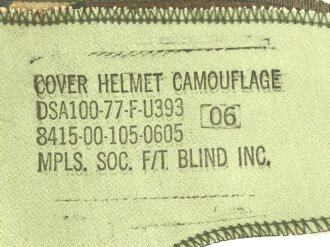 COVER HELMET CAMOUFLAGE
DSA100-77-F-U393 06
8415-00-105-0605
MPLS. SOC. F/T. BLIND INC.